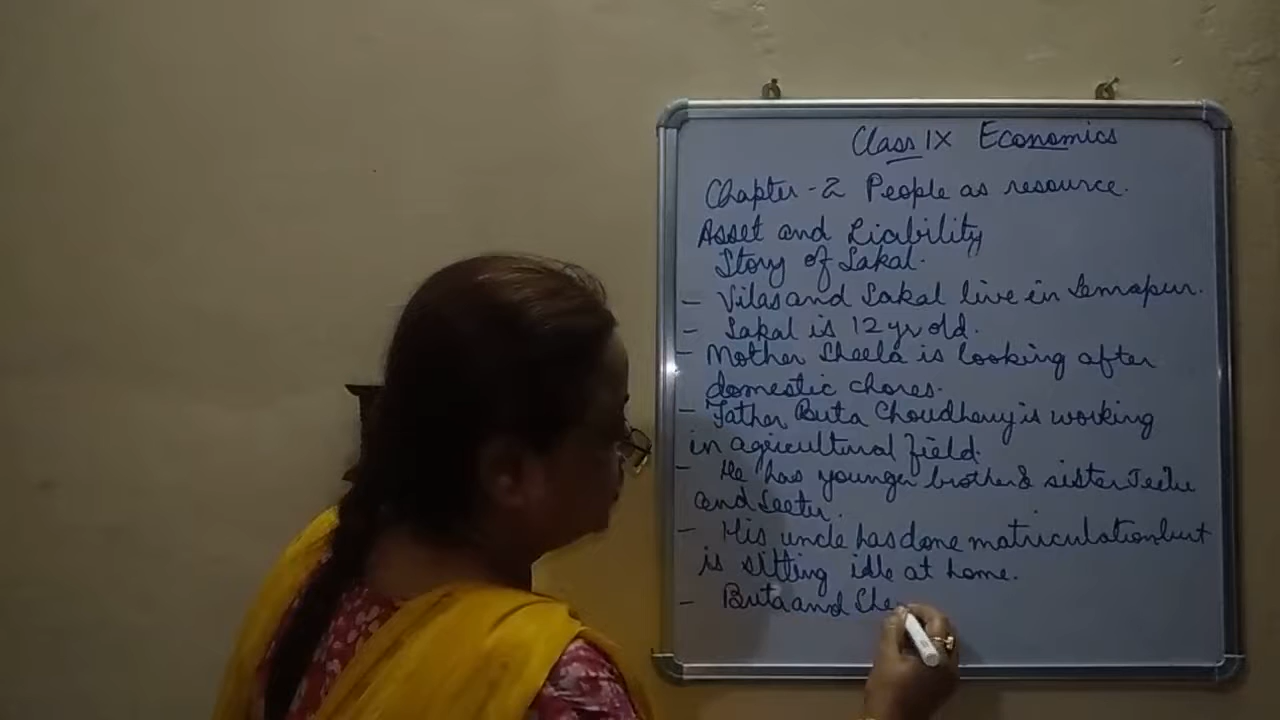 Class IX Economics
Chapter - 2 People as resource.
Asset and Liability
Story of Sakal.
- Vilas and Sakal live in Semapur.
- Sakal is 12 yr old.
- Mother Sheela is looking after
domestic chores.
- Father Buta Choudhary is working
in agricultural field.
- He has younger brother & sister Jeetu
and Seetu.
- His uncle has done matriculation but
is sitting idle at home.
- Buta and She